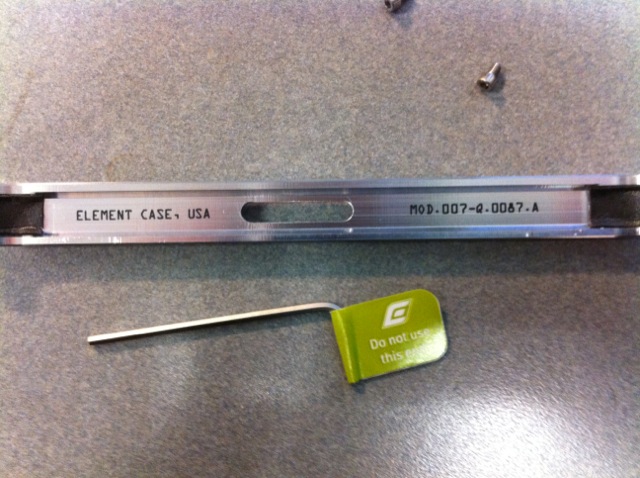 ELEMENT CASE, USA
MOD.007-Q.0087.A
Do not use
this